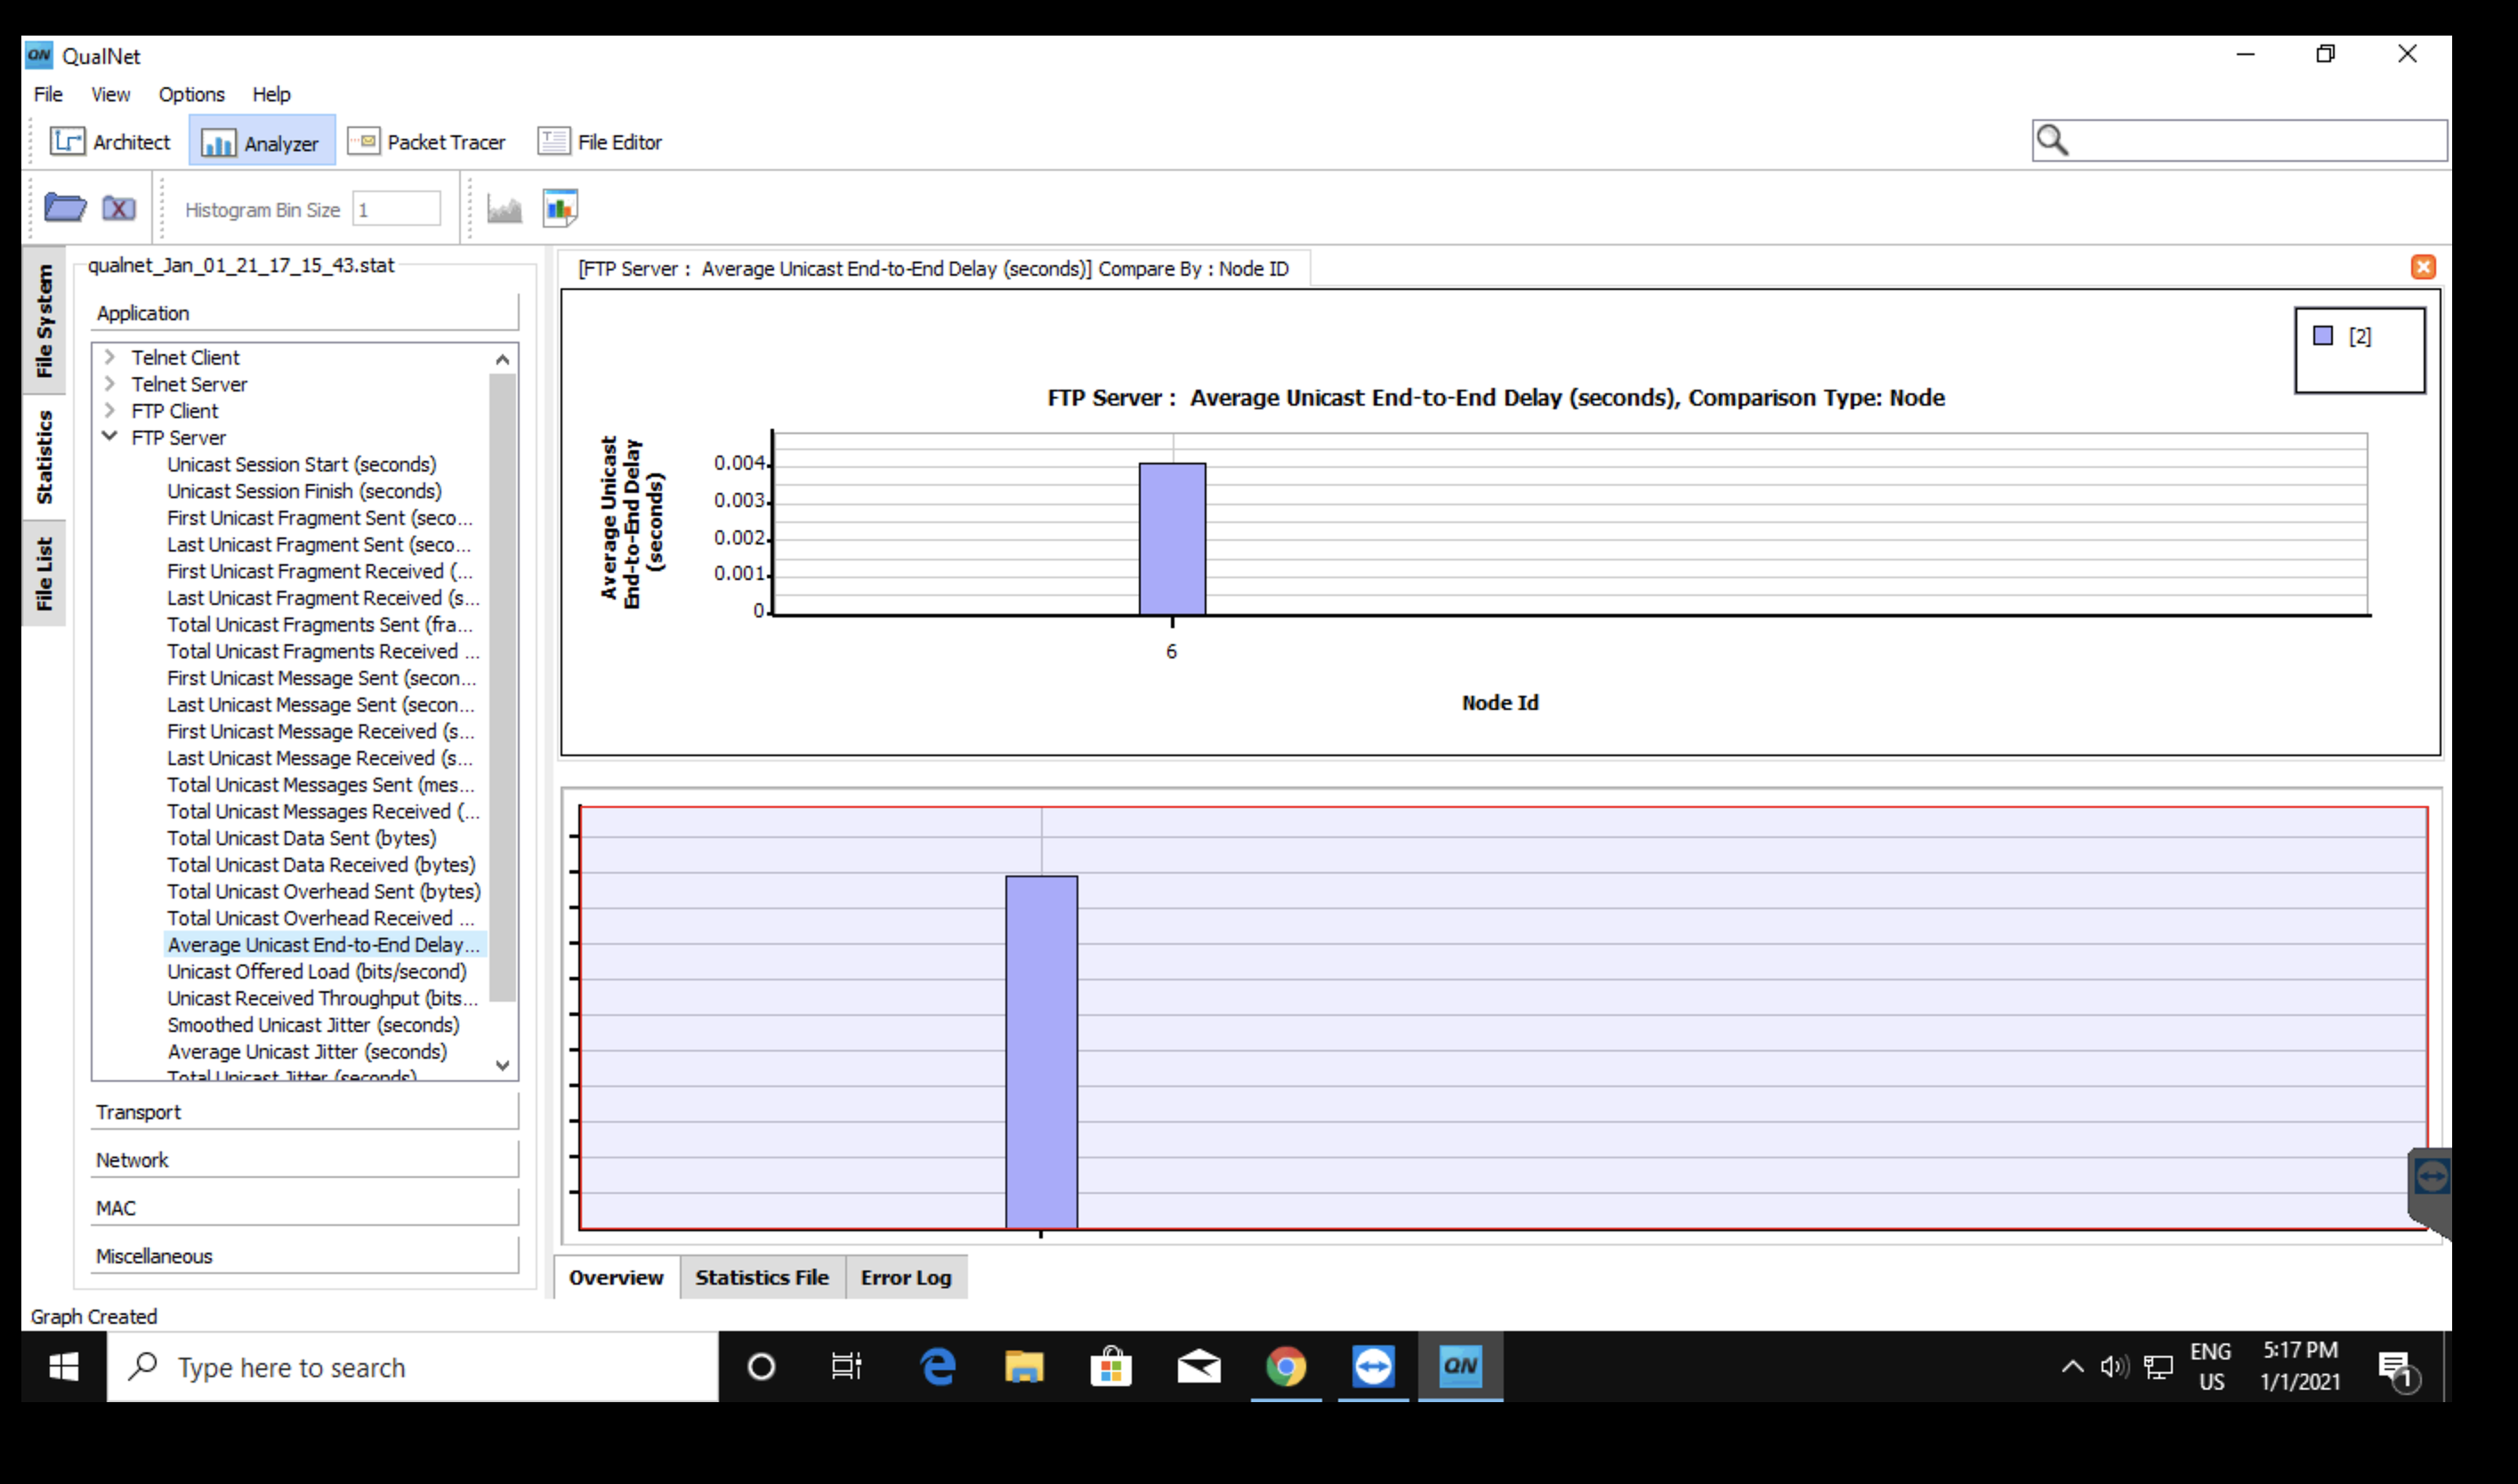 QN QualNet
File View Options Help
Architect Analyzer Packet Tracer File Editor
Histogram Bin Size 1
File System
Statistics
File List
qualnet_Jan_01_21_17_15_43.stat
Application
Telnet Client
Telnet Server
FTP Client
FTP Server
Unicast Session Start (seconds)
Unicast Session Finish (seconds)
First Unicast Fragment Sent (seco...
Last Unicast Fragment Sent (seco...
First Unicast Fragment Received (...
Last Unicast Fragment Received (s...
Total Unicast Fragments Sent (fra...
Total Unicast Fragments Received ...
First Unicast Message Sent (secon...
Last Unicast Message Sent (secon...
First Unicast Message Received (s...
Last Unicast Message Received (s...
Total Unicast Messages Sent (mes...
Total Unicast Messages Received (...
Total Unicast Data Sent (bytes)
Total Unicast Data Received (bytes)
Total Unicast Overhead Sent (bytes)
Total Unicast Overhead Received ...
Average Unicast End-to-End Delay...
Unicast Offered Load (bits/second)
Unicast Received Throughput (bits...
Smoothed Unicast Jitter (seconds)
Average Unicast Jitter (seconds)
Total Unicast Jitter (seconds)
Transport
Network
MAC
Miscellaneous
Graph Created
[FTP Server : Average Unicast End-to-End Delay (seconds)] Compare By : Node ID
[2]
FTP Server : Average Unicast End-to-End Delay (seconds), Comparison Type: Node
Average Unicast
End-to-End Delay
(seconds)
0.004
0.003
0.002
0.001
0
6
Node Id
Overview Statistics File Error Log
Type here to search
QN
ENG
US
5:17 PM
1/1/2021
1